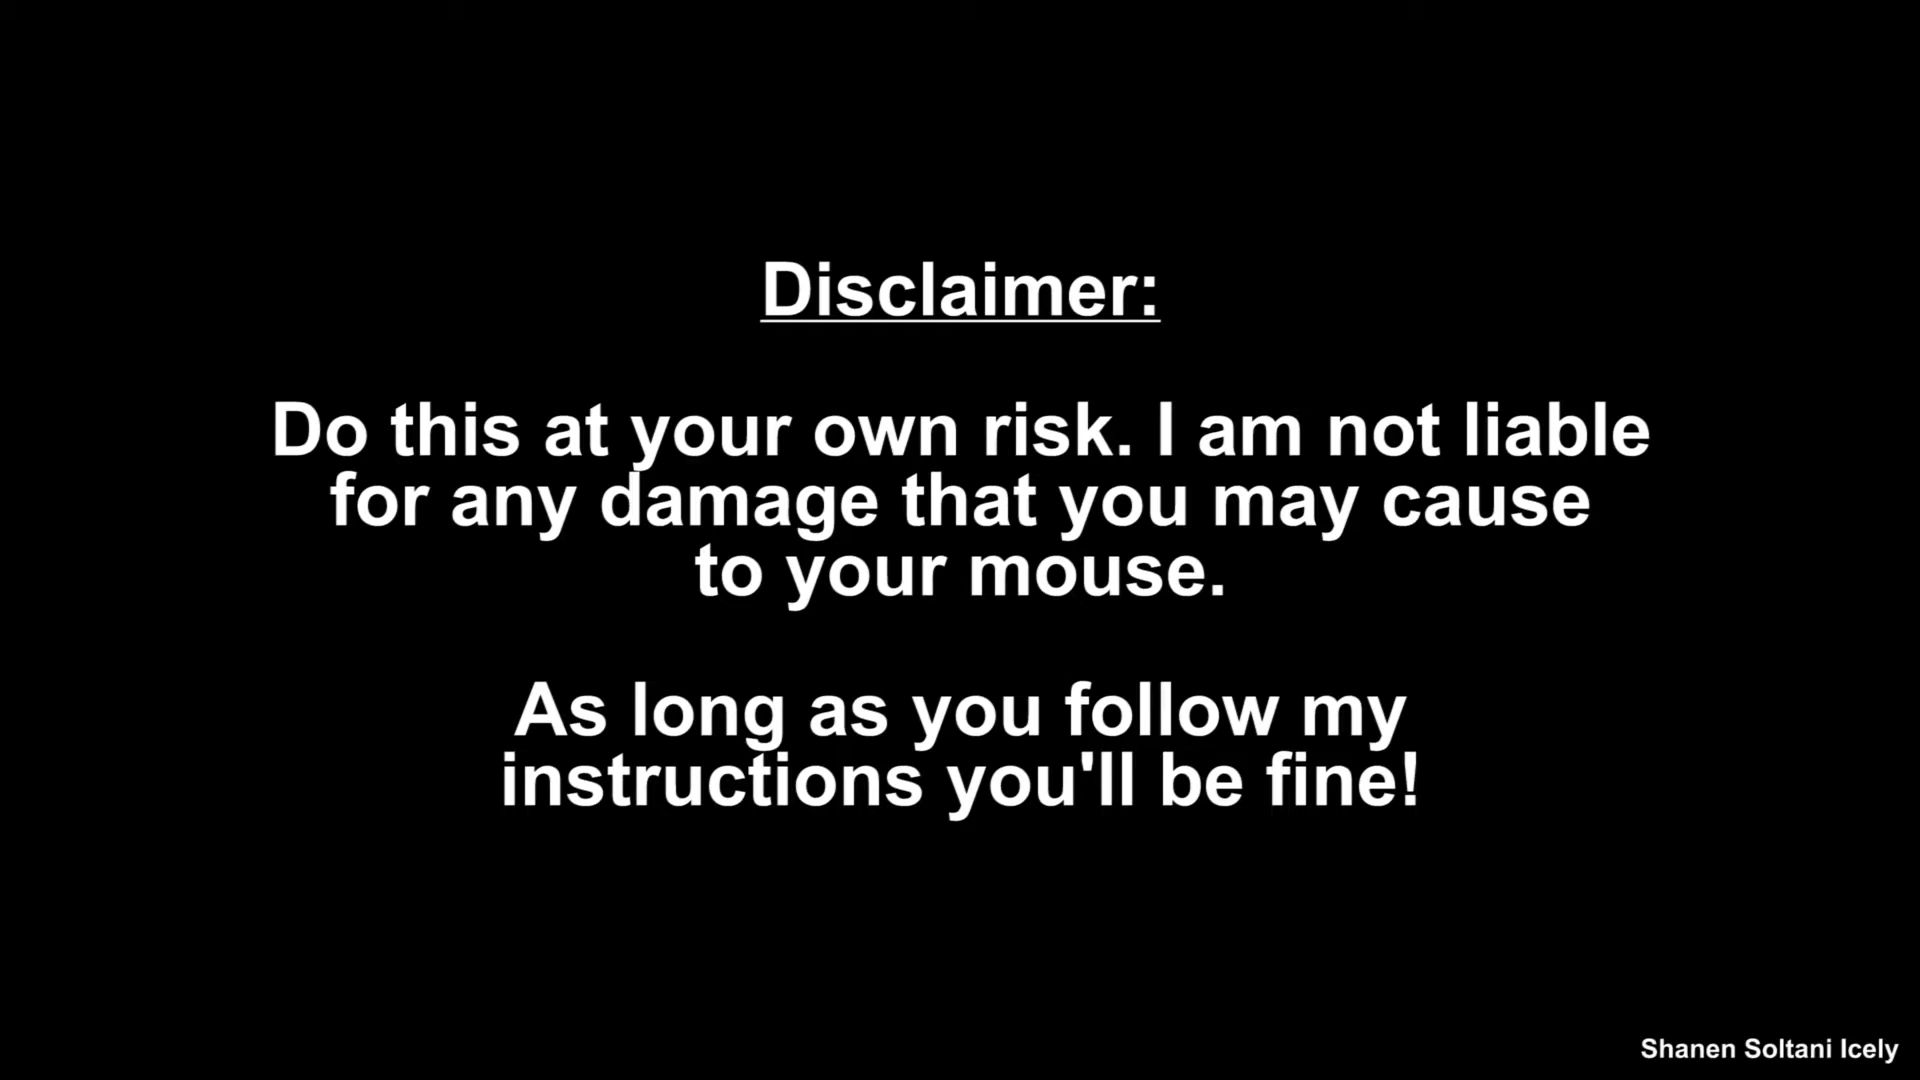 Disclaimer:
Do this at your own risk. I am not liable
for any damage that you may cause
to your mouse.
As long as you follow my
instructions you'll be fine!
Shanen Soltani Icely